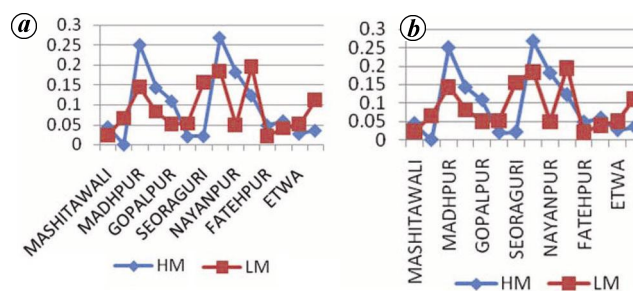 a
0.3
0.25
0.2
0.15
0.1
0.05
0
MASHITAWALI
MADHPUR
GOPALPUR
SEORAGURI
NAYANPUR
FATEHPUR
ETWA
HM
LM
b
0.3
0.25
0.2
0.15
0.1
0.05
0
MASHITAWALI
MADHPUR
GOPALPUR
SEORAGURI
NAYANPUR
FATEHPUR
ETWA
HM
LM